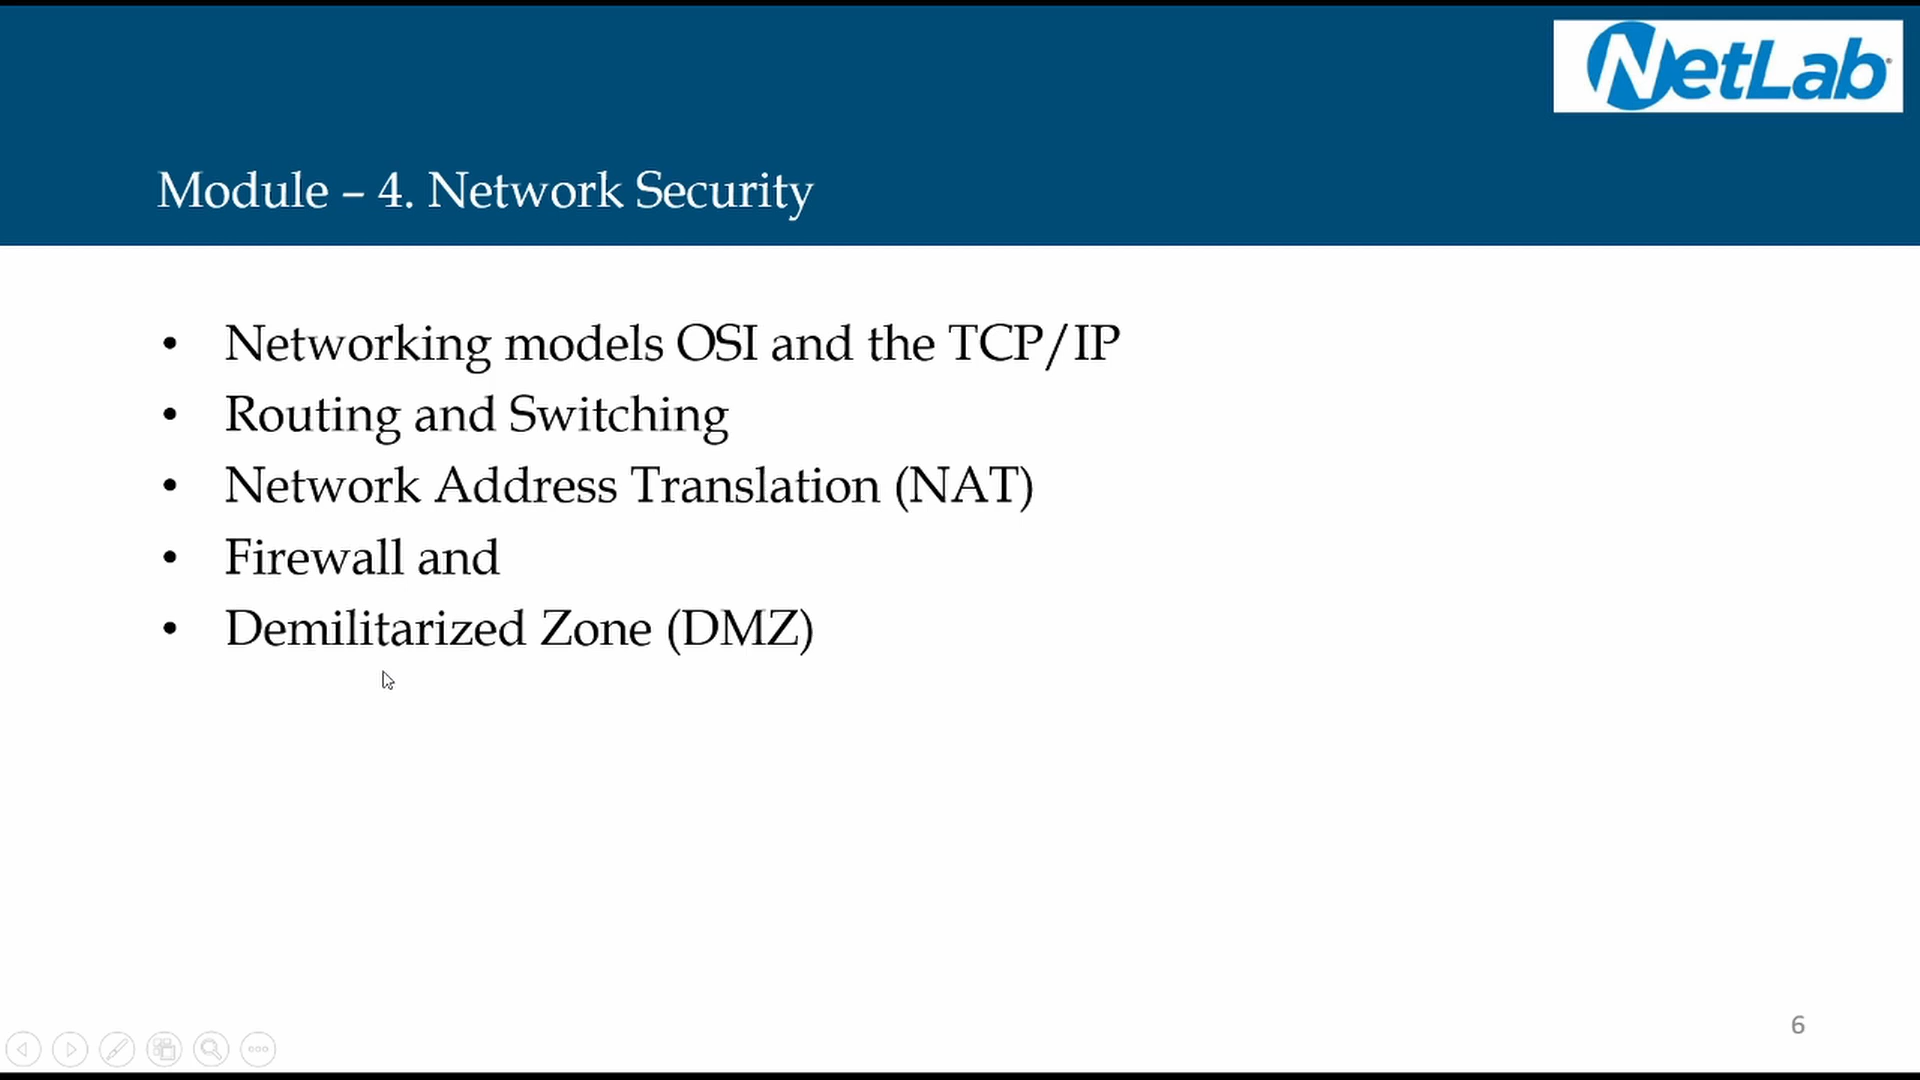 NetLab
Module – 4. Network Security
• Networking models OSI and the TCP/IP
• Routing and Switching
• Network Address Translation (NAT)
• Firewall and
• Demilitarized Zone (DMZ)
6